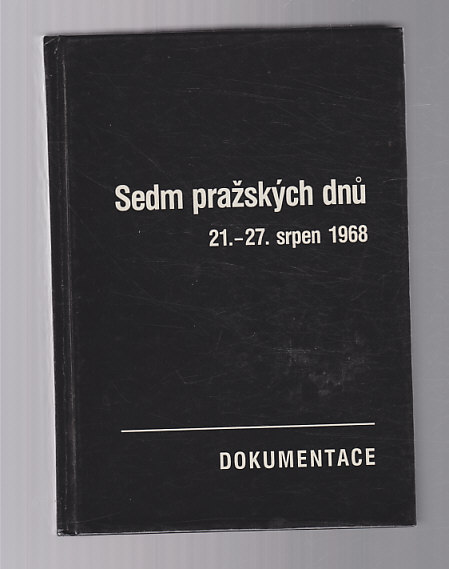 Sedm pražských dnů
21.–27. srpen 1968
DOKUMENTACE